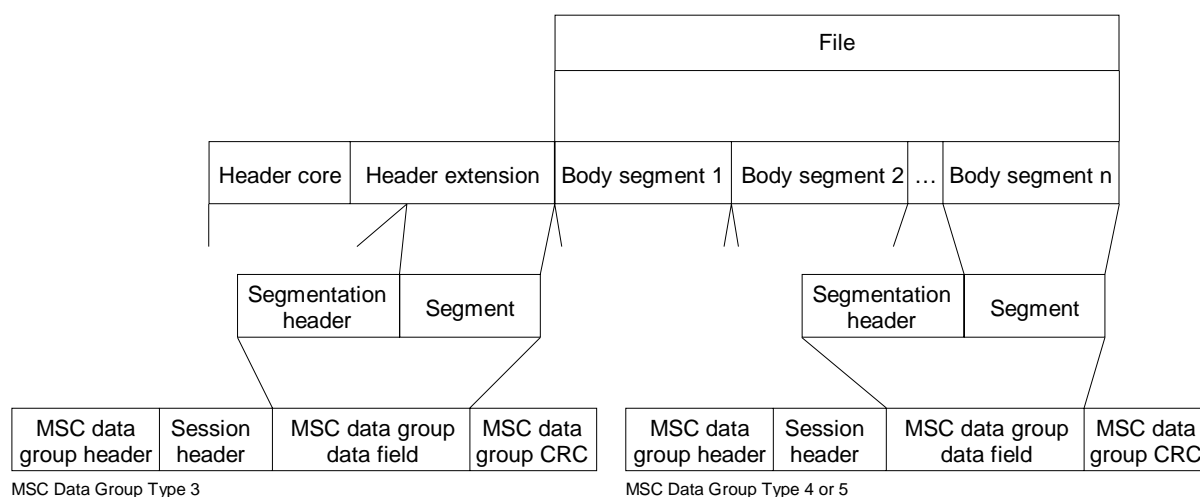 File
Header core
Header extension
Body segment 1
Body segment 2
…
Body segment n
Segmentation
header
Segment
Segmentation
header
Segment
MSC data
group header
Session
header
MSC data group
data field
MSC data
group CRC
MSC data
group header
Session
header
MSC data group
data field
MSC data
group CRC
MSC Data Group Type 3
MSC Data Group Type 4 or 5